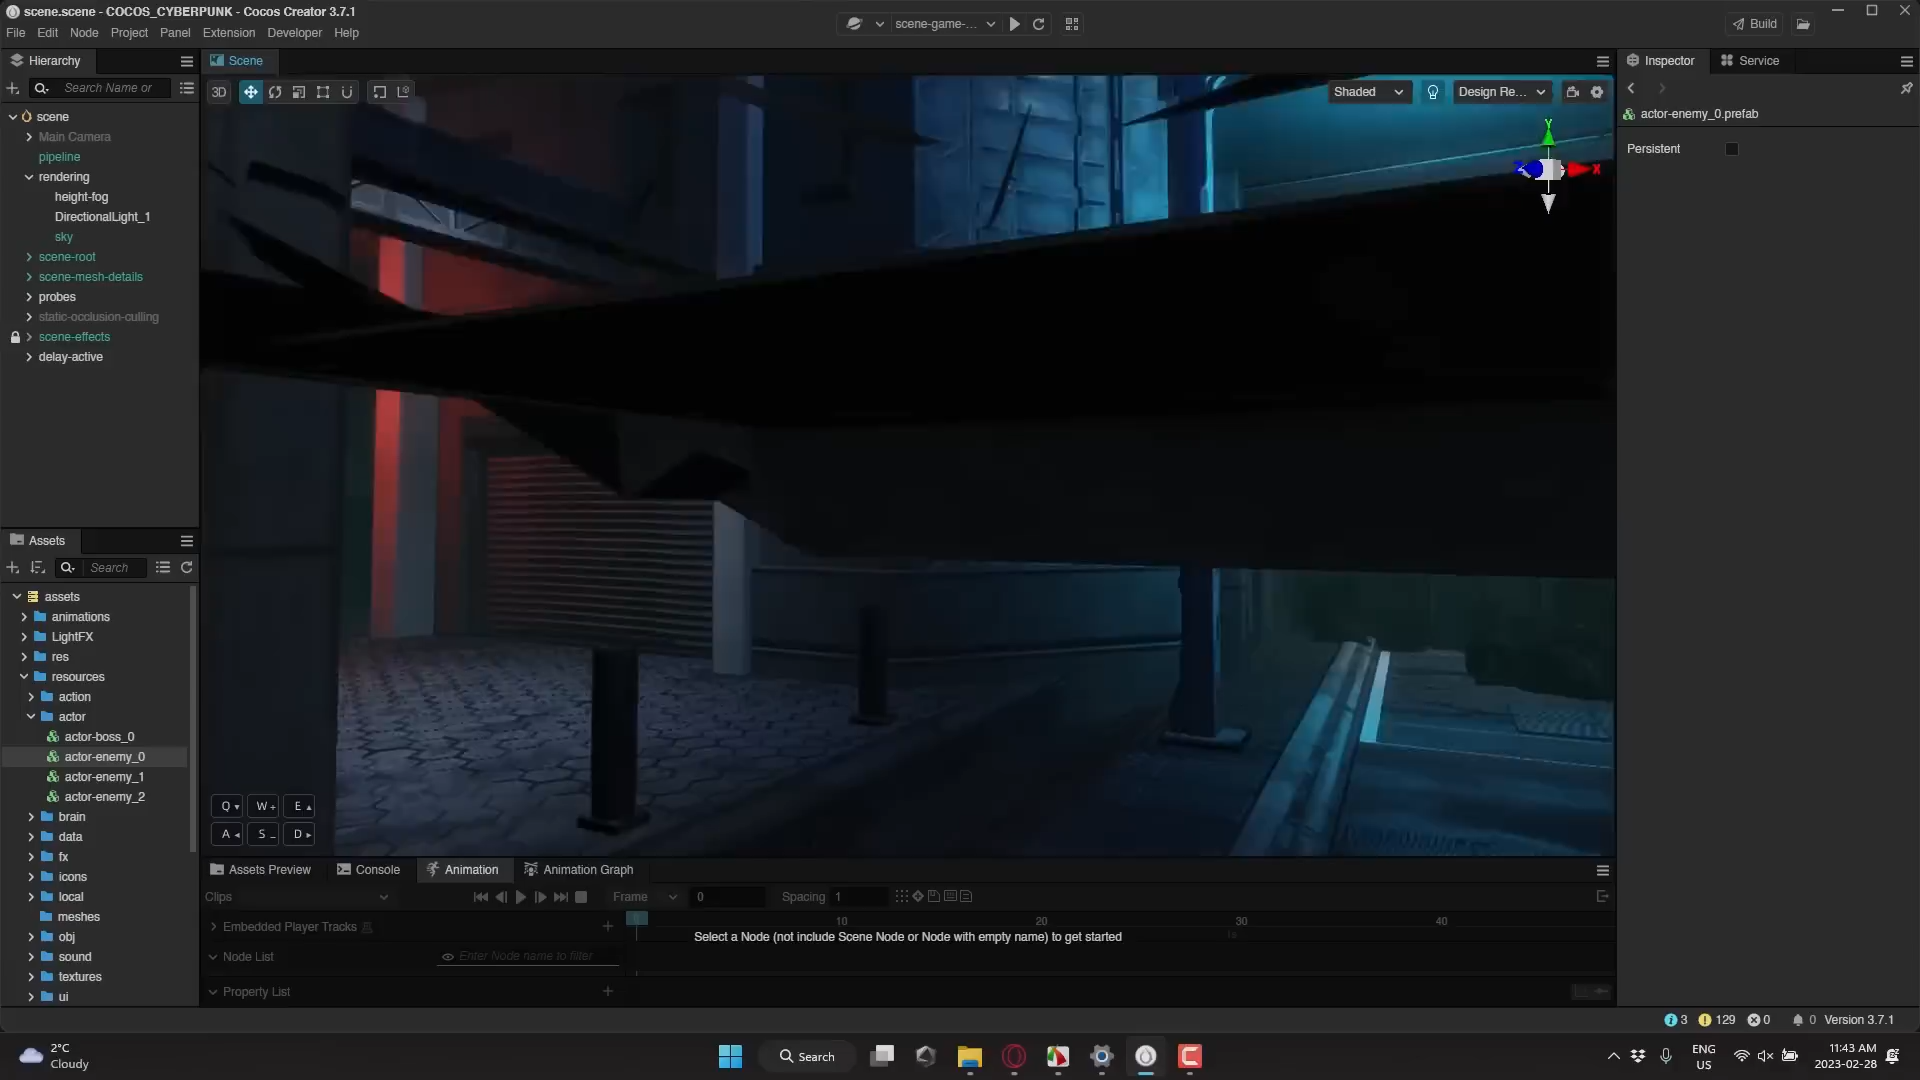 scene.scene - COCOS_CYBERPUNK - Cocos Creator 3.7.1
File Edit Node Project Panel Extension Developer Help
scene-game-...
Build
Hierarchy
Search Name or
scene
Main Camera
pipeline
rendering
height-fog
DirectionalLight_1
sky
scene-root
scene-mesh-details
probes
static-occlusion-culling
scene-effects
delay-active
Assets
Search
assets
animations
LightFX
res
resources
action
actor
actor-boss_0
actor-enemy_0
actor-enemy_1
actor-enemy_2
brain
data
fx
icons
local
meshes
obj
sound
textures
ui
Scene
3D
Shaded
Design Re...
Y
Z
X
Q W E
A S D
Assets Preview Console Animation Animation Graph
Clips
Frame 0
Spacing 1
0 10 20 30 40
Embedded Player Tracks
Select a Node (not include Scene Node or Node with empty name) to get started
Node List
Enter Node name to filter
Property List
Inspector Service
actor-enemy_0.prefab
Persistent
3 129 0 0 Version 3.7.1
2°C
Cloudy
Search
ENG
US
11:43 AM
2023-02-28